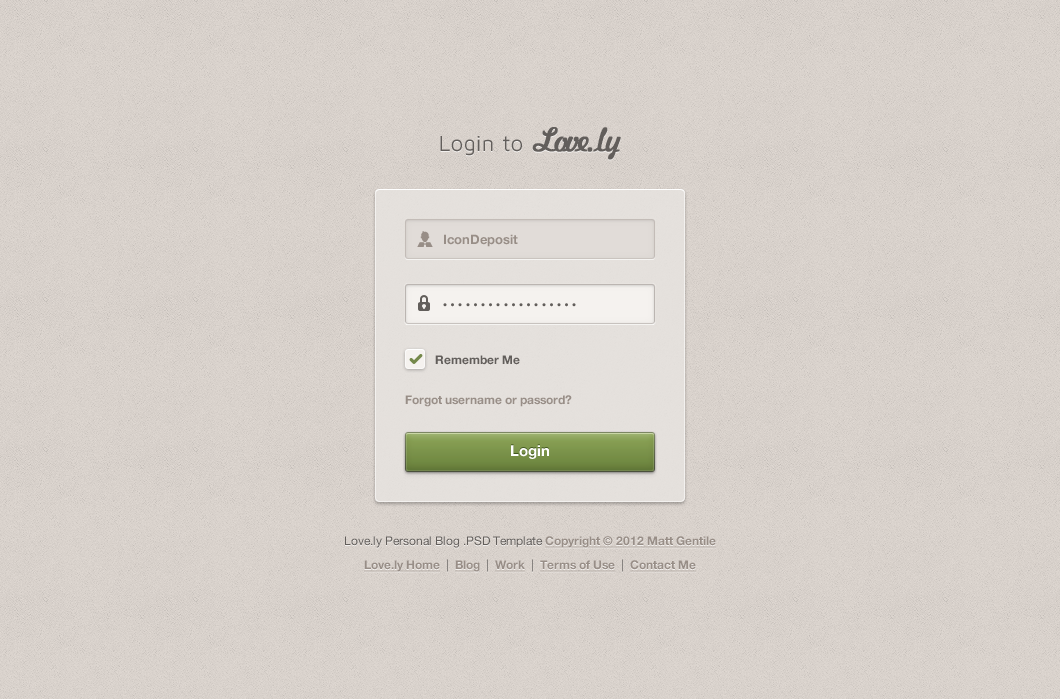 Login to Love.ly
IconDeposit
••••••••••••••••••
Remember Me
Forgot username or passord?
Login
Love.ly Personal Blog .PSD Template Copyright © 2012 Matt Gentile
Love.ly Home | Blog | Work | Terms of Use | Contact Me